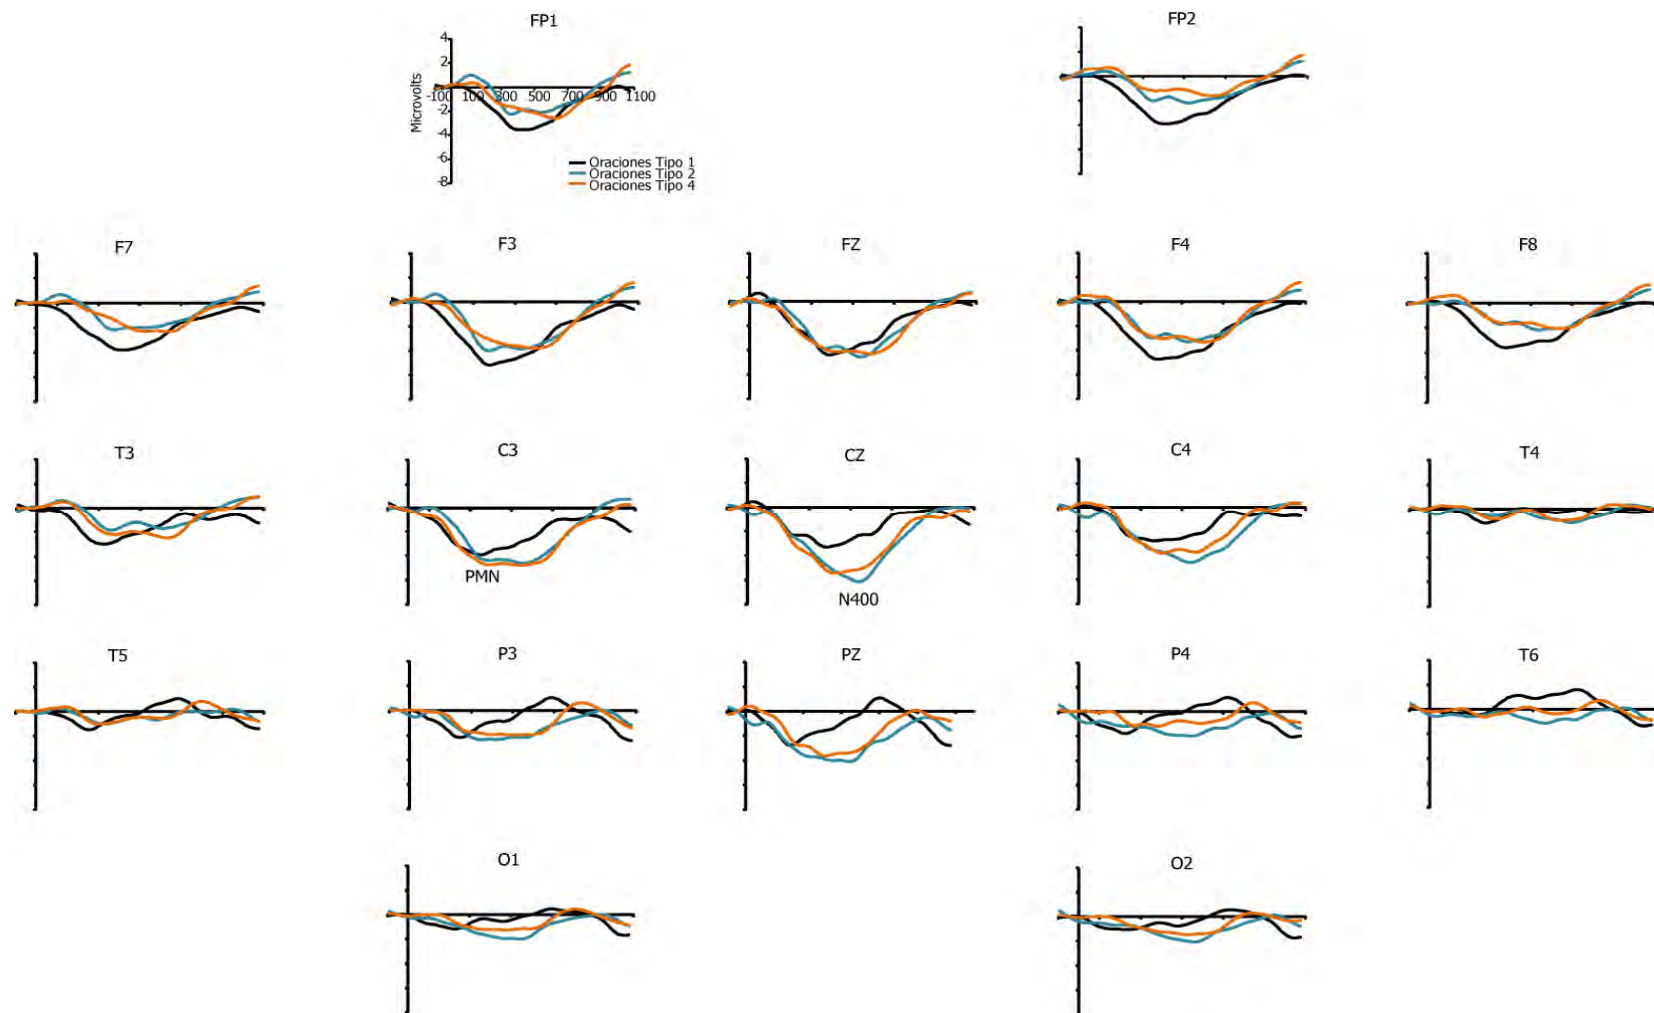 FP1
FP2
4
2
0
-2
-4
-6
-8
Microvolts
-100 100 300 500 700 900 1100
Oraciones Tipo 1
Oraciones Tipo 2
Oraciones Tipo 4
F7
F3
FZ
F4
F8
T3
C3
CZ
C4
T4
PMN
N400
T5
P3
PZ
P4
T6
O1
O2